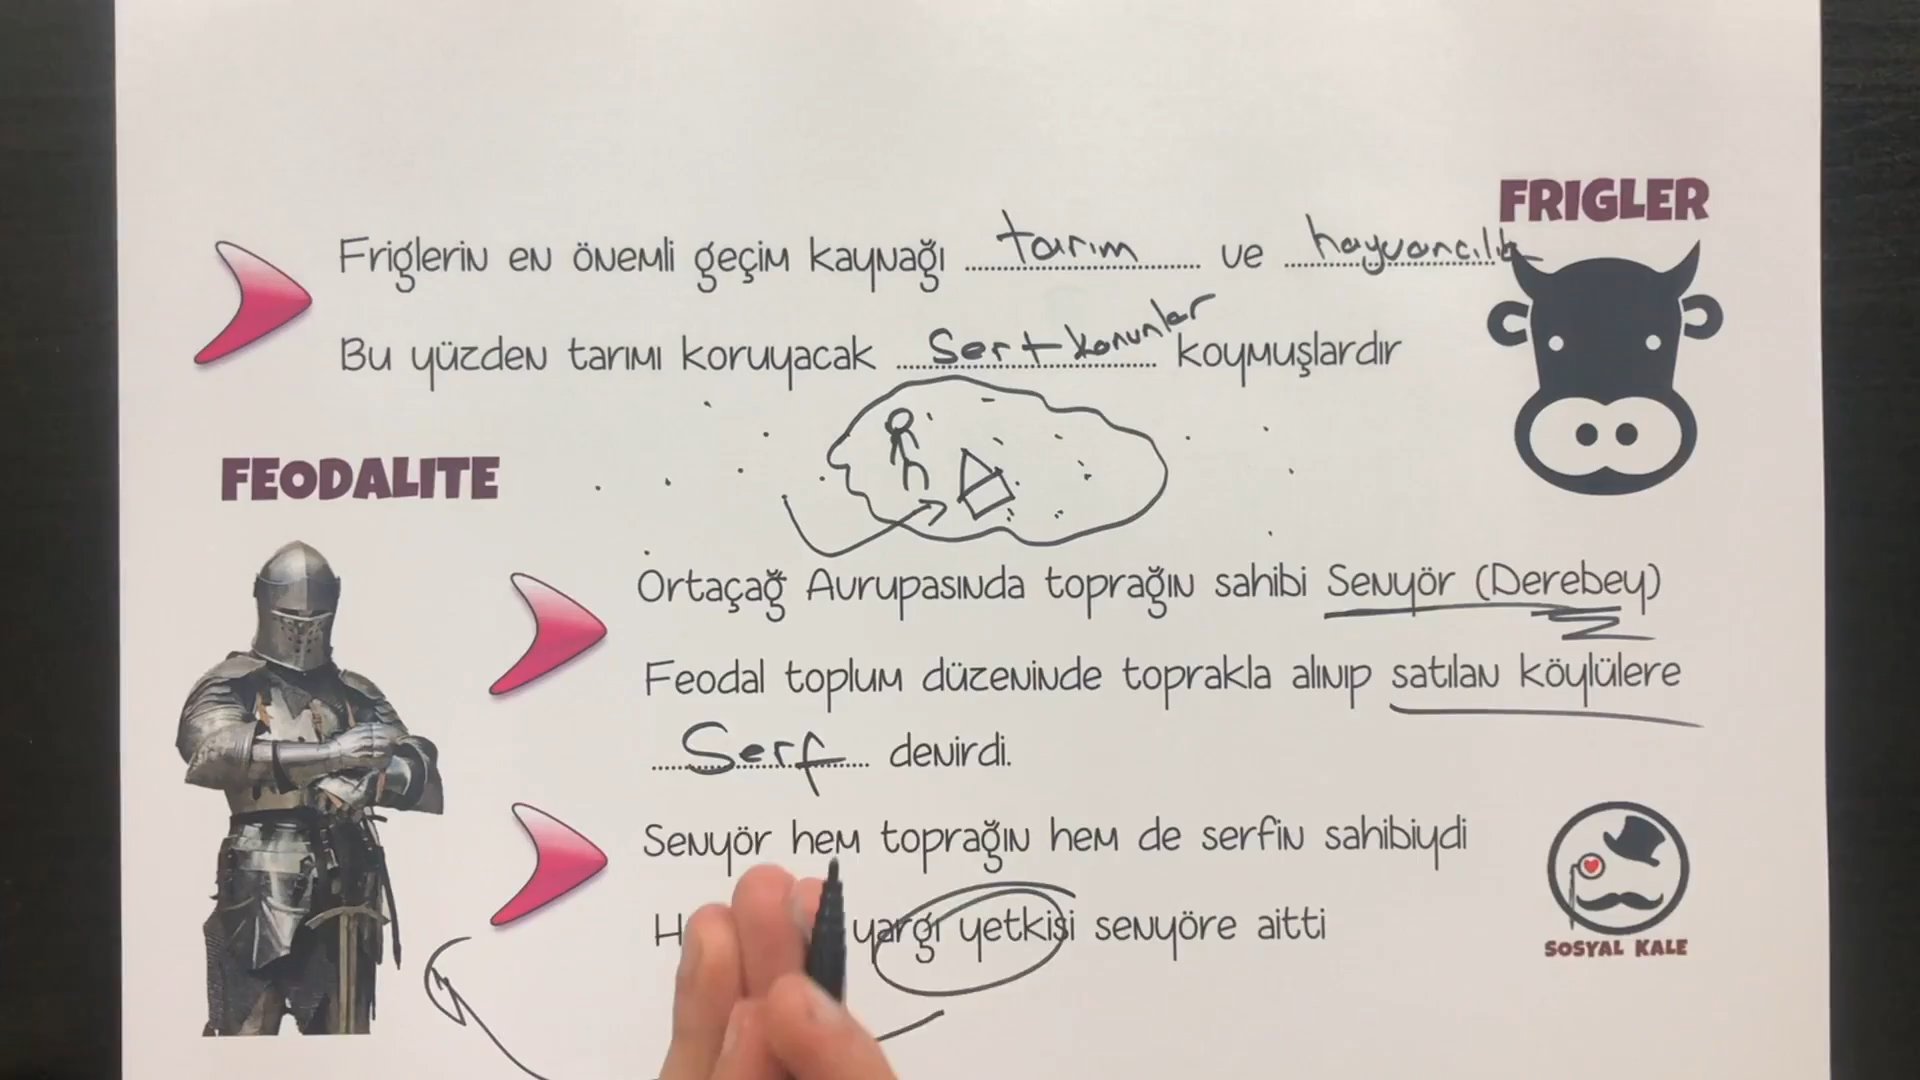 FRIGLER
Friglerin en önemli geçim kaynağı tarım ve hayvancılık
Bu yüzden tarımı koruyacak Sert kanunlar koymuşlardır
FEODALITE
Ortaçağ Avrupasında toprağın sahibi Senyör (Derebey)
Feodal toplum düzeninde toprakla alınıp satılan köylülere
Serf denirdi.
Senyör hem toprağın hem de serfin sahibiydi
yargı yetkisi senyöre aitti
SOSYAL KALE